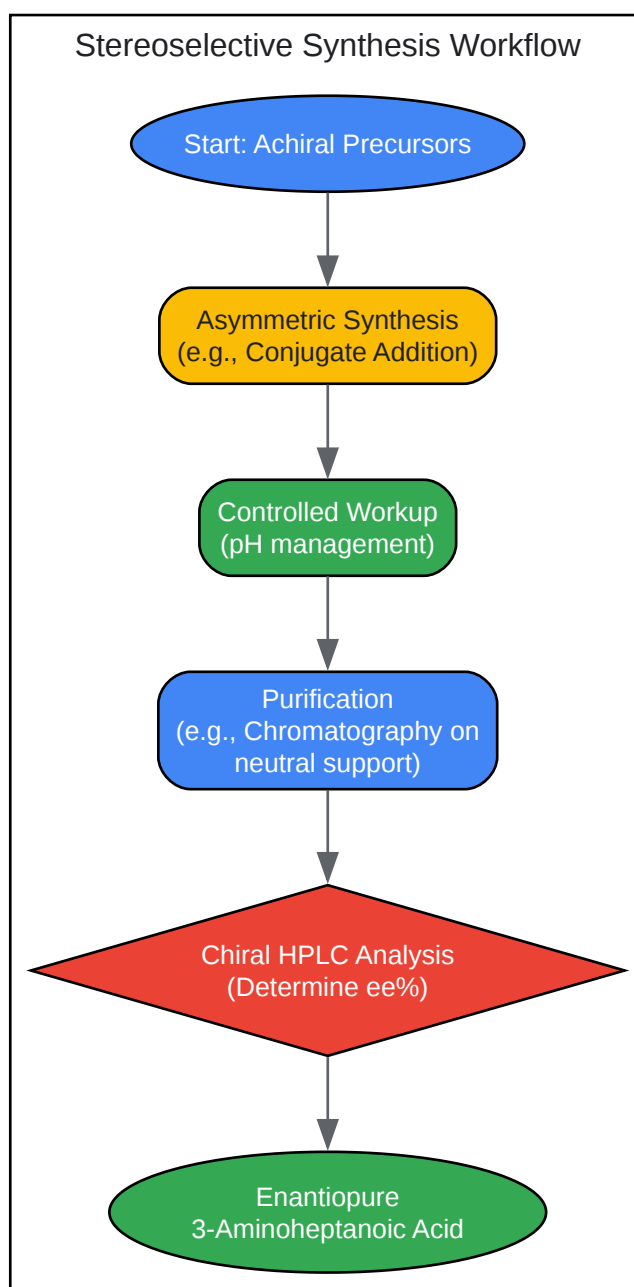 Stereoselective Synthesis Workflow
Start: Achiral Precursors
Asymmetric Synthesis
(e.g., Conjugate Addition)
Controlled Workup
(pH management)
Purification
(e.g., Chromatography on
neutral support)
Chiral HPLC Analysis
(Determine ee%)
Enantiopure
3-Aminoheptanoic Acid